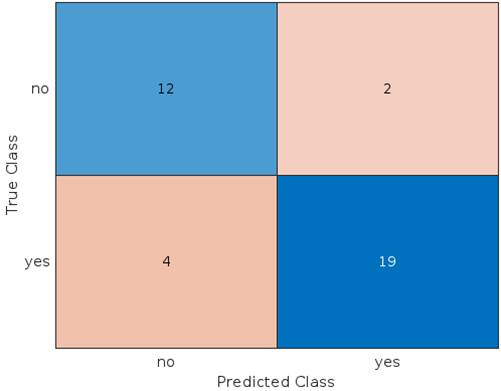 True Class
no
12
2
yes
4
19
no
yes
Predicted Class